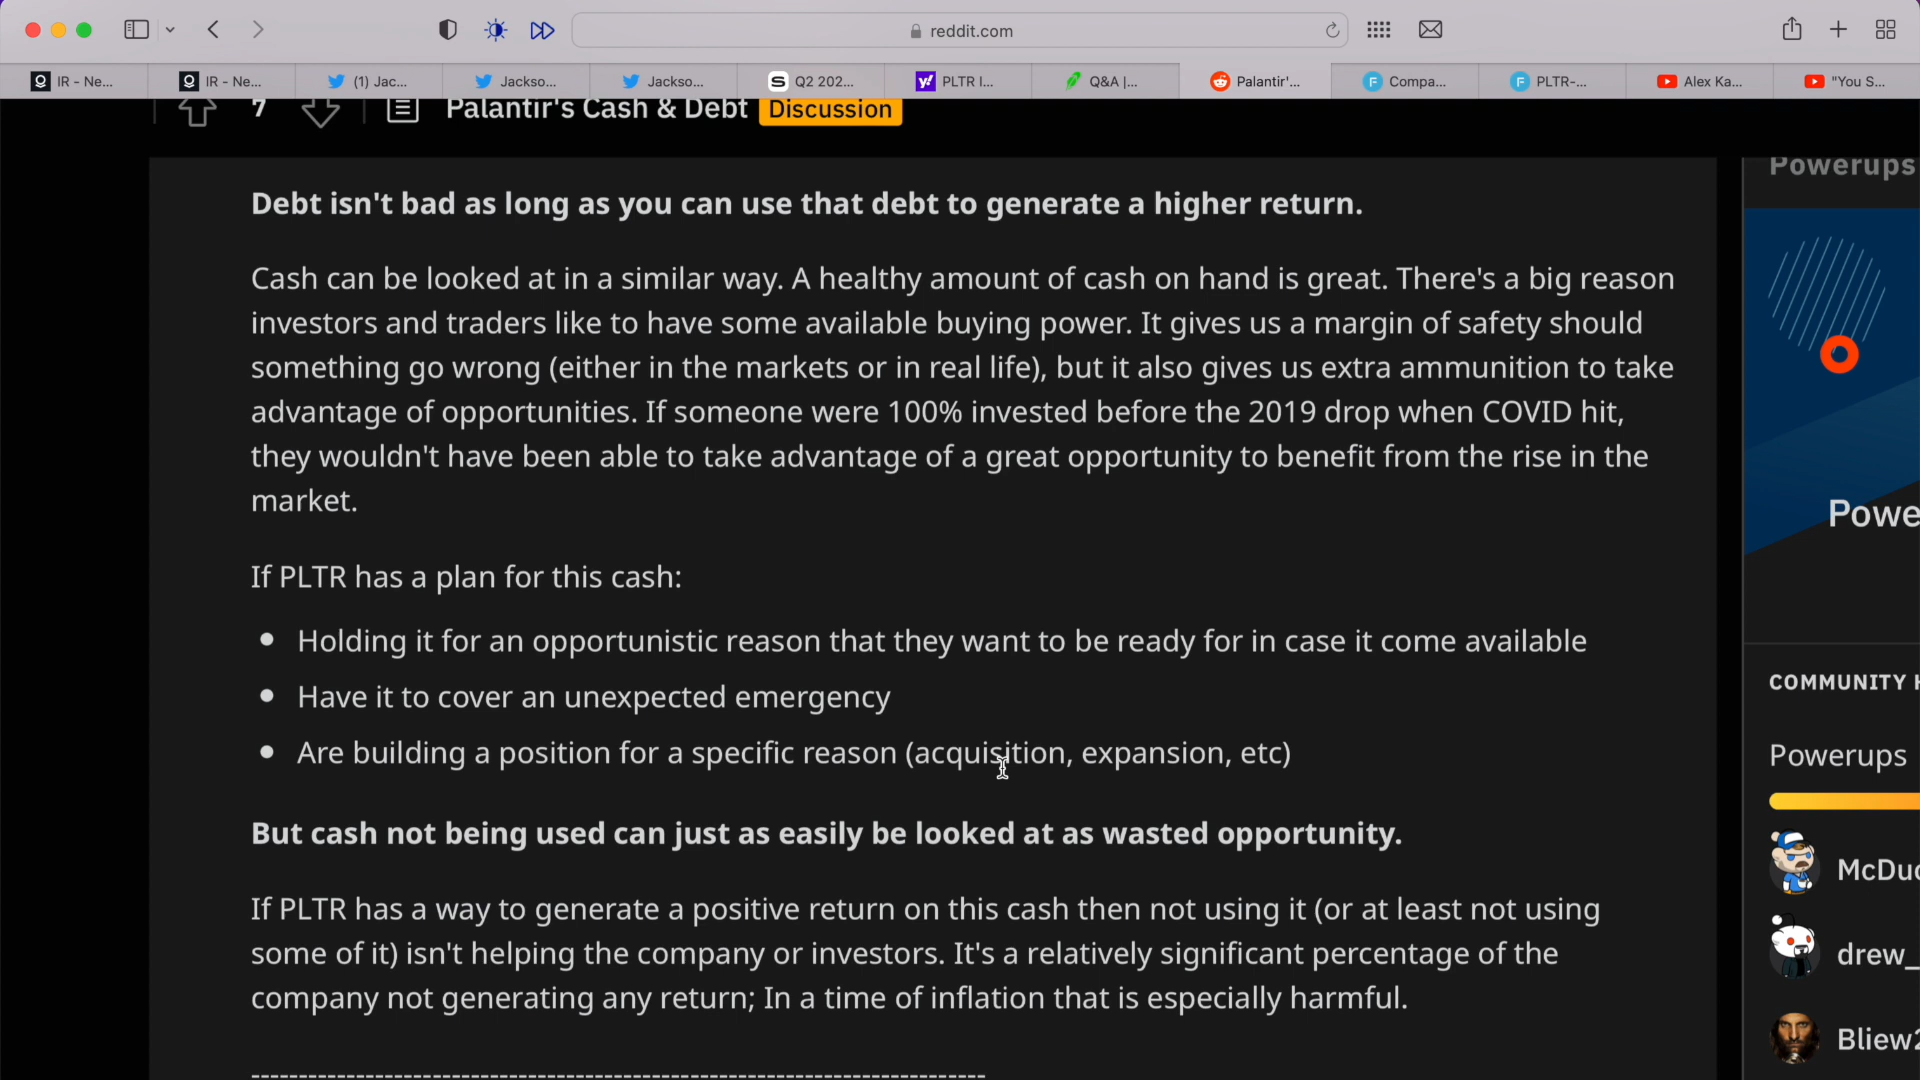 reddit.com
IR - Ne...
IR - Ne...
(1) Jac...
Jackso...
Jackso...
Q2 202...
PLTR I...
Q&A |...
Palantir'...
Compa...
PLTR-...
Alex Ka...
"You S...
7
Palantir's Cash & Debt
Discussion
Debt isn't bad as long as you can use that debt to generate a higher return.
Cash can be looked at in a similar way. A healthy amount of cash on hand is great. There's a big reason
investors and traders like to have some available buying power. It gives us a margin of safety should
something go wrong (either in the markets or in real life), but it also gives us extra ammunition to take
advantage of opportunities. If someone were 100% invested before the 2019 drop when COVID hit,
they wouldn't have been able to take advantage of a great opportunity to benefit from the rise in the
market.
If PLTR has a plan for this cash:
Holding it for an opportunistic reason that they want to be ready for in case it come available
Have it to cover an unexpected emergency
Are building a position for a specific reason (acquisition, expansion, etc)
But cash not being used can just as easily be looked at as wasted opportunity.
If PLTR has a way to generate a positive return on this cash then not using it (or at least not using
some of it) isn't helping the company or investors. It's a relatively significant percentage of the
company not generating any return; In a time of inflation that is especially harmful.
Powerups
Powe
COMMUNITY
Powerups
McDuc
drew_
Bliew2